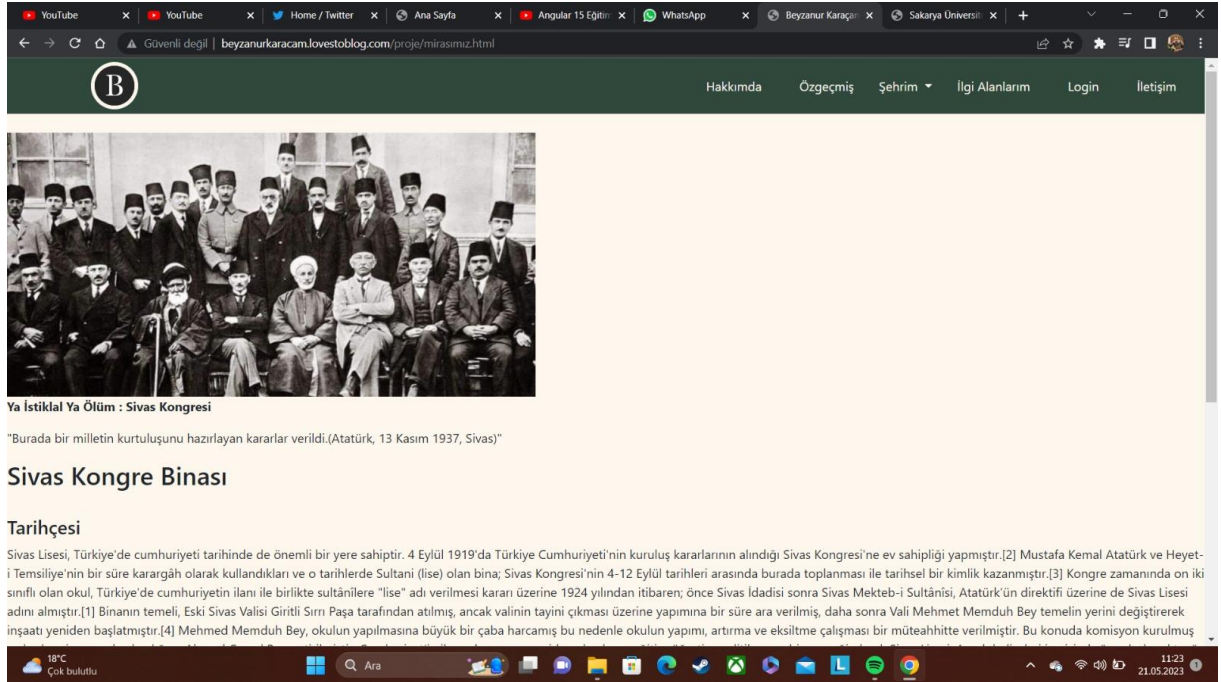 YouTube
YouTube
Home / Twitter
Ana Sayfa
Angular 15 Eğitim
WhatsApp
Beyzanur Karaçam
Sakarya Üniversit
Güvenli değil | beyzanurkaracam.lovestoblog.com/proje/mirasımız.html
B
Hakkımda Özgeçmiş Şehrim İlgi Alanlarım Login İletişim
Ya İstiklal Ya Ölüm : Sivas Kongresi
"Burada bir milletin kurtuluşunu hazırlayan kararlar verildi.(Atatürk, 13 Kasım 1937, Sivas)"
Sivas Kongre Binası
Tarihçesi
Sivas Lisesi, Türkiye'de cumhuriyeti tarihinde de önemli bir yere sahiptir. 4 Eylül 1919'da Türkiye Cumhuriyeti'nin kuruluş kararlarının alındığı Sivas Kongresi'ne ev sahipliği yapmıştır.[2] Mustafa Kemal Atatürk ve Heyet-
i Temsiliye'nin bir süre karargâh olarak kullandıkları ve o tarihlerde Sultani (lise) olan bina; Sivas Kongresi'nin 4-12 Eylül tarihleri arasında burada toplanması ile tarihsel bir kimlik kazanmıştır.[3] Kongre zamanında on iki
sınıflı olan okul, Türkiye'de cumhuriyetin ilanı ile birlikte sultânîlere "lise" adı verilmesi kararı üzerine 1924 yılından itibaren; önce Sivas İdadisi sonra Sivas Mekteb-i Sultânîsi, Atatürk'ün direktifi üzerine de Sivas Lisesi
adını almıştır.[1] Binanın temeli, Eski Sivas Valisi Giritli Sırrı Paşa tarafından atılmış, ancak valinin tayini çıkması üzerine yapımına bir süre ara verilmiş, daha sonra Vali Mehmet Memduh Bey temelin yerini değiştirerek
inşaatı yeniden başlatmıştır.[4] Mehmed Memduh Bey, okulun yapılmasına büyük bir çaba harcamış bu nedenle okulun yapımı, artırma ve eksiltme çalışması bir müteahhitte verilmiştir. Bu konuda komisyon kurulmuş
18°C
Çok bulutlu
Ara
11:23
21.05.2023